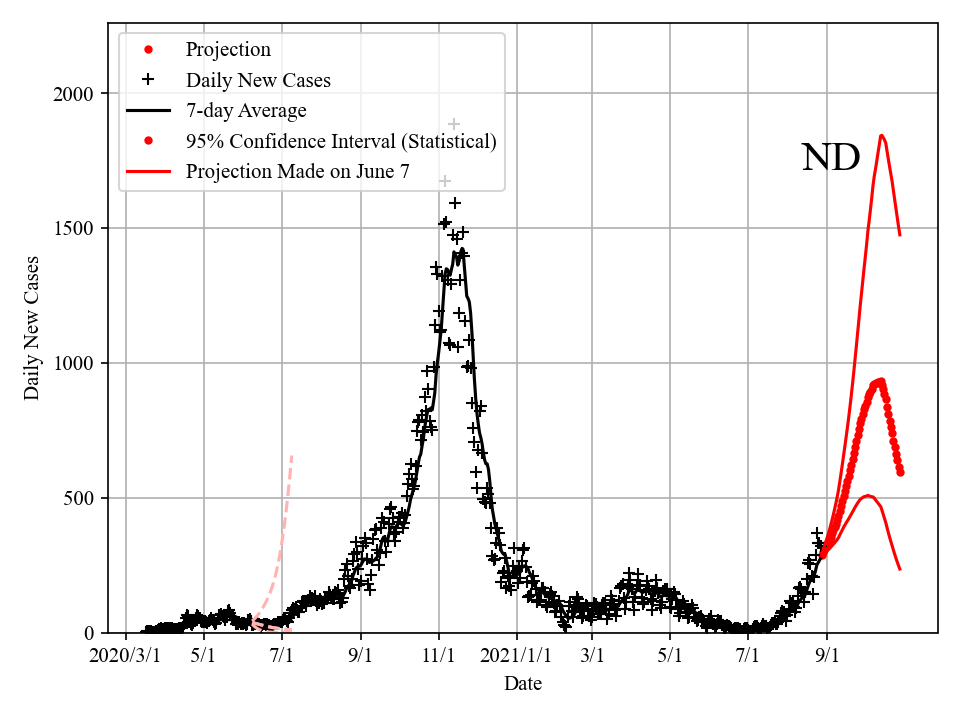 Projection
Daily New Cases
7-day Average
95% Confidence Interval (Statistical)
Projection Made on June 7
ND
Daily New Cases
2000
1500
1000
500
0
2020/3/1 5/1 7/1 9/1 11/1 2021/1/1 3/1 5/1 7/1 9/1
Date